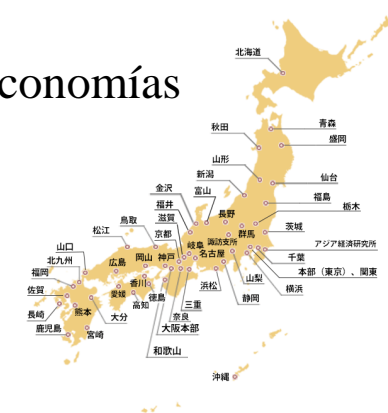 北海道
conomías
青森
秋田
盛岡
山形
仙台
新潟
福島
金沢
富山
栃木
福井
長野
鳥取
滋賀
茨城
松江
京都
群馬
岐阜
諏訪支所
アジア経済研究所
山口
広島
岡山
神戸
名古屋
千葉
北九州
本部（東京）、関東
福岡
山梨
佐賀
愛媛
香川
浜松
横浜
徳島
静岡
高知
三重
長崎
熊本
大分
奈良
鹿児島
宮崎
大阪本部
和歌山
沖縄